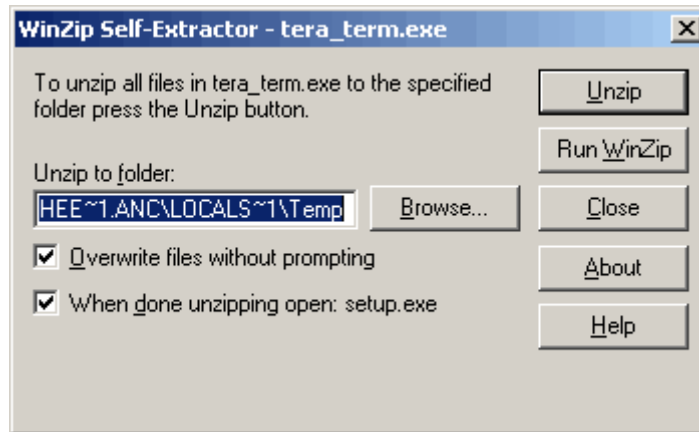 WinZip Self-Extractor - tera_term.exe
To unzip all files in tera_term.exe to the specified
folder press the Unzip button.
Unzip to folder:
HEE~1.ANC\LOCALS~1\Temp
Browse...
Overwrite files without prompting
When done unzipping open: setup.exe
Unzip
Run WinZip
Close
About
Help